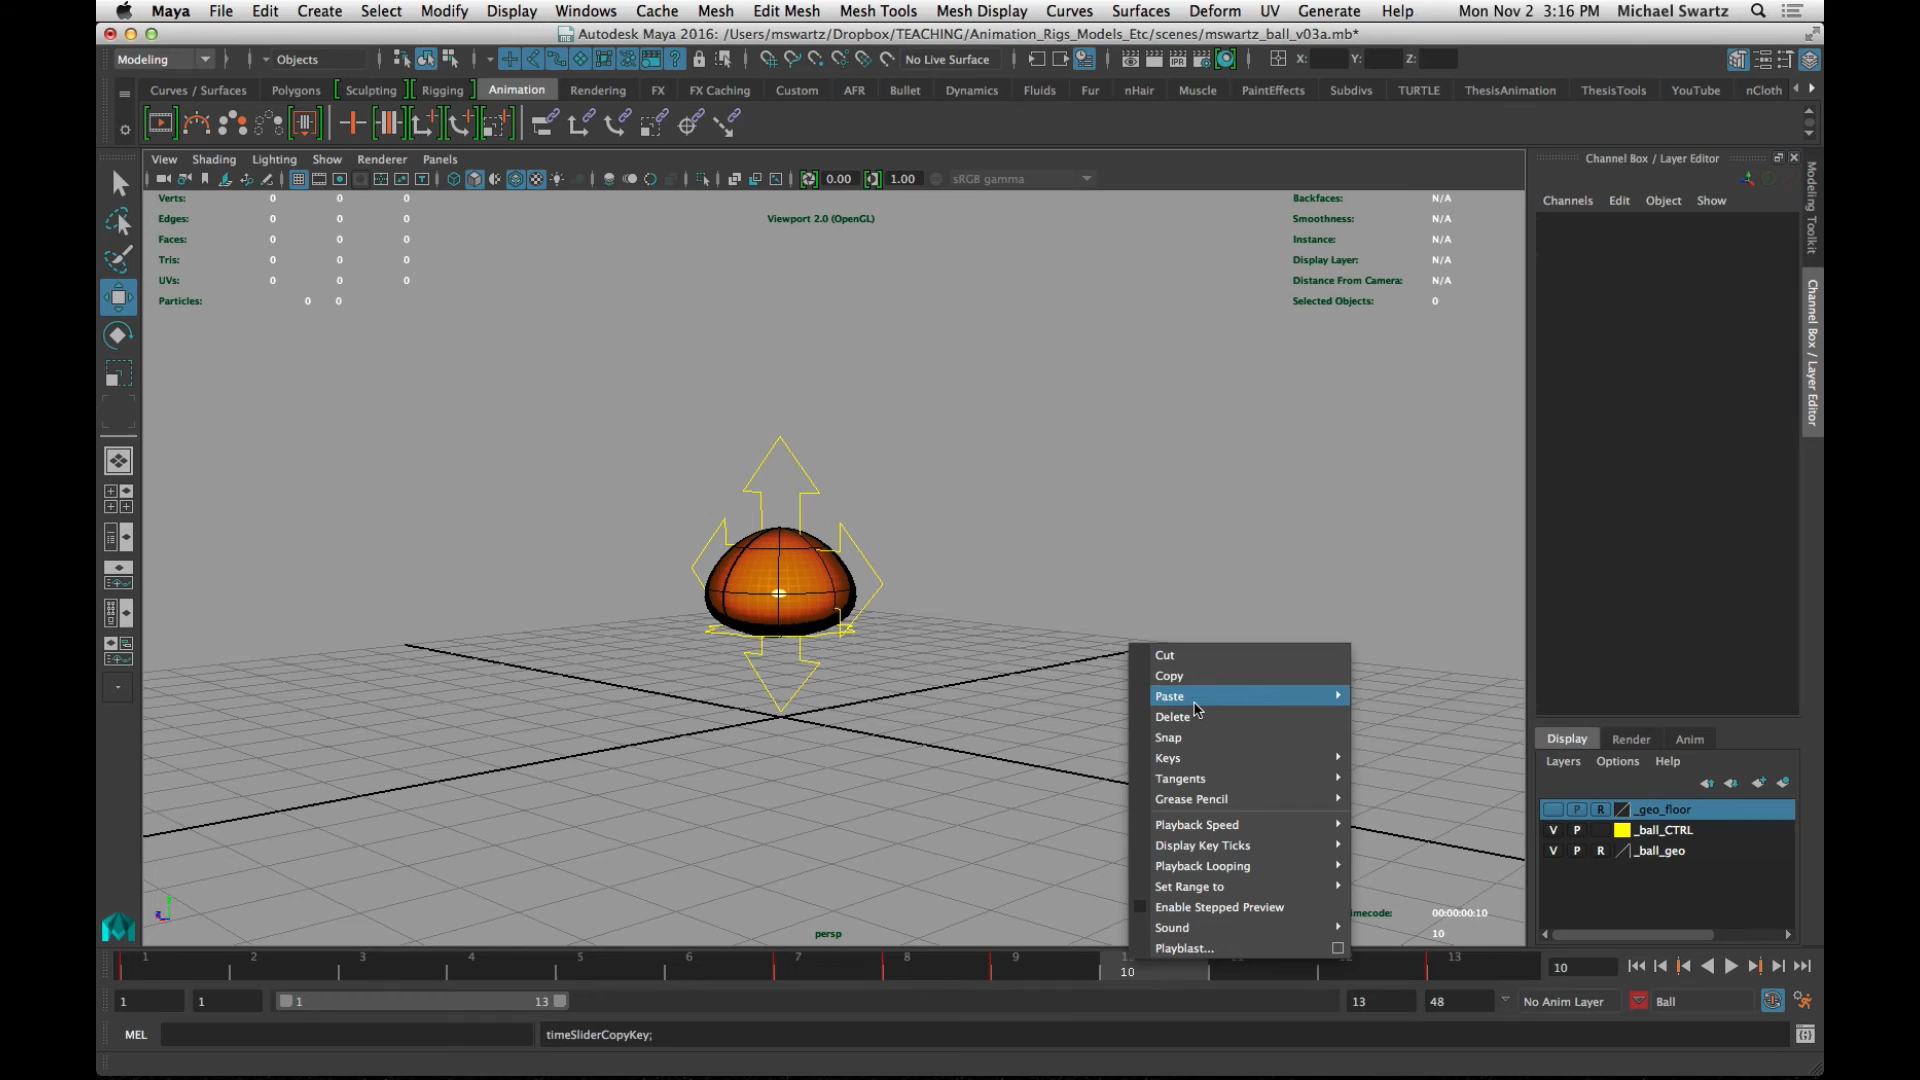 Maya File Edit Create Select Modify Display Windows Cache Mesh Edit Mesh Mesh Tools Mesh Display Curves Surfaces Deform UV Generate Help Mon Nov 2 3:16 PM Michael Swartz
Autodesk Maya 2016: /Users/mswartz/Dropbox/TEACHING/Animation_Rigs_Models_Etc/scenes/mswartz_ball_v03a.mb*
Modeling Objects No Live Surface X: Y: Z:
Curves / Surfaces Polygons Sculpting Rigging Animation Rendering FX FX Caching Custom AFR Bullet Dynamics Fluids Fur nHair Muscle PaintEffects Subdivs TURTLE ThesisAnimation ThesisTools YouTube nCloth
View Shading Lighting Show Renderer Panels
0.00 1.00 sRGB gamma
Verts: 0 0 0
Edges: 0 0 0
Faces: 0 0 0
Tris: 0 0 0
UVs: 0 0 0
Particles: 0 0
Viewport 2.0 (OpenGL)
Backfaces: N/A
Smoothness: N/A
Instance: N/A
Display Layer: N/A
Distance From Camera: N/A
Selected Objects: 0
Channel Box / Layer Editor
Channels Edit Object Show
Modeling Toolkit
Channel Box / Layer Editor
Cut
Copy
Paste
Delete
Snap
Keys
Tangents
Grease Pencil
Playback Speed
Display Key Ticks
Playback Looping
Set Range to
Enable Stepped Preview
Sound
Playblast...
Display Render Anim
Layers Options Help
P R _geo_floor
V P _ball_CTRL
V P R _ball_geo
imecode: 00:00:00:10
10
persp
1 2 3 4 5 6 7 8 9 13
10
10
1 1 1 13 13 48 No Anim Layer Ball
MEL timeSliderCopyKey;